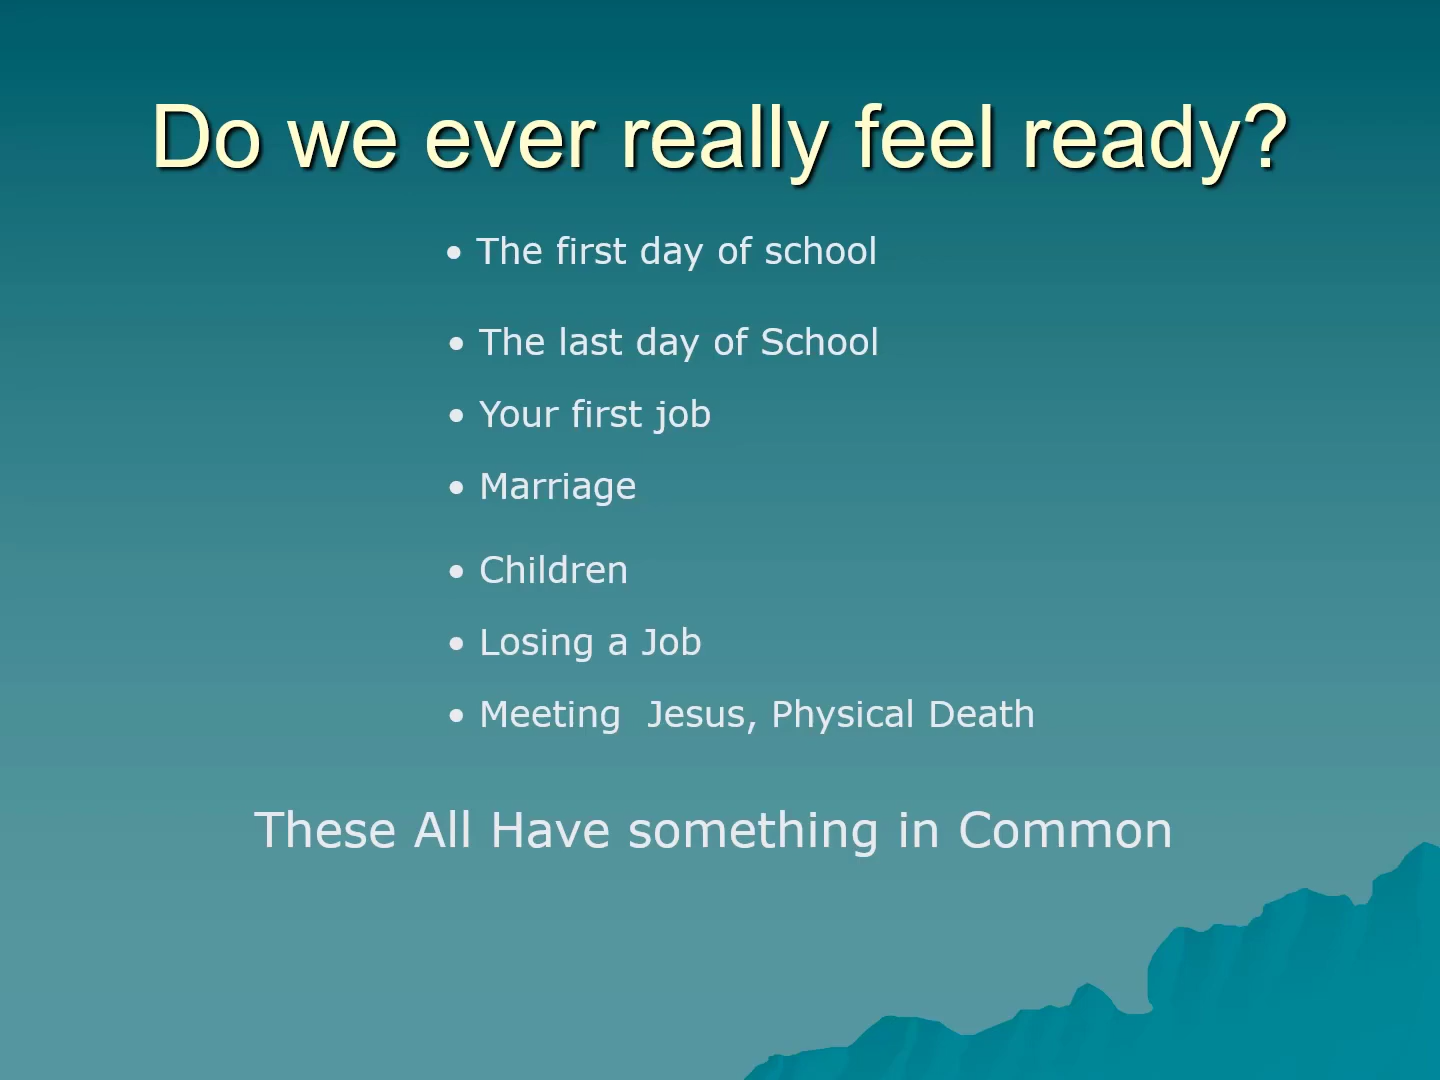 Do we ever really feel ready?
• The first day of school
• The last day of School
• Your first job
• Marriage
• Children
• Losing a Job
• Meeting  Jesus, Physical Death
These All Have something in Common